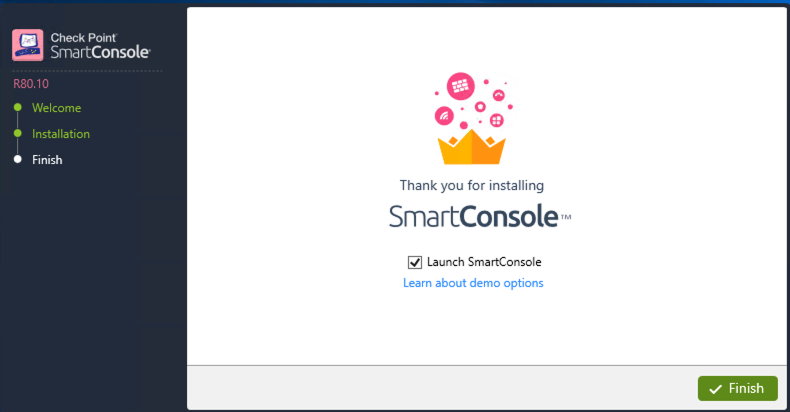 Check Point
SmartConsole
R80.10
Welcome
Installation
Finish
Thank you for installing
SmartConsole™
Launch SmartConsole
Learn about demo options
Finish